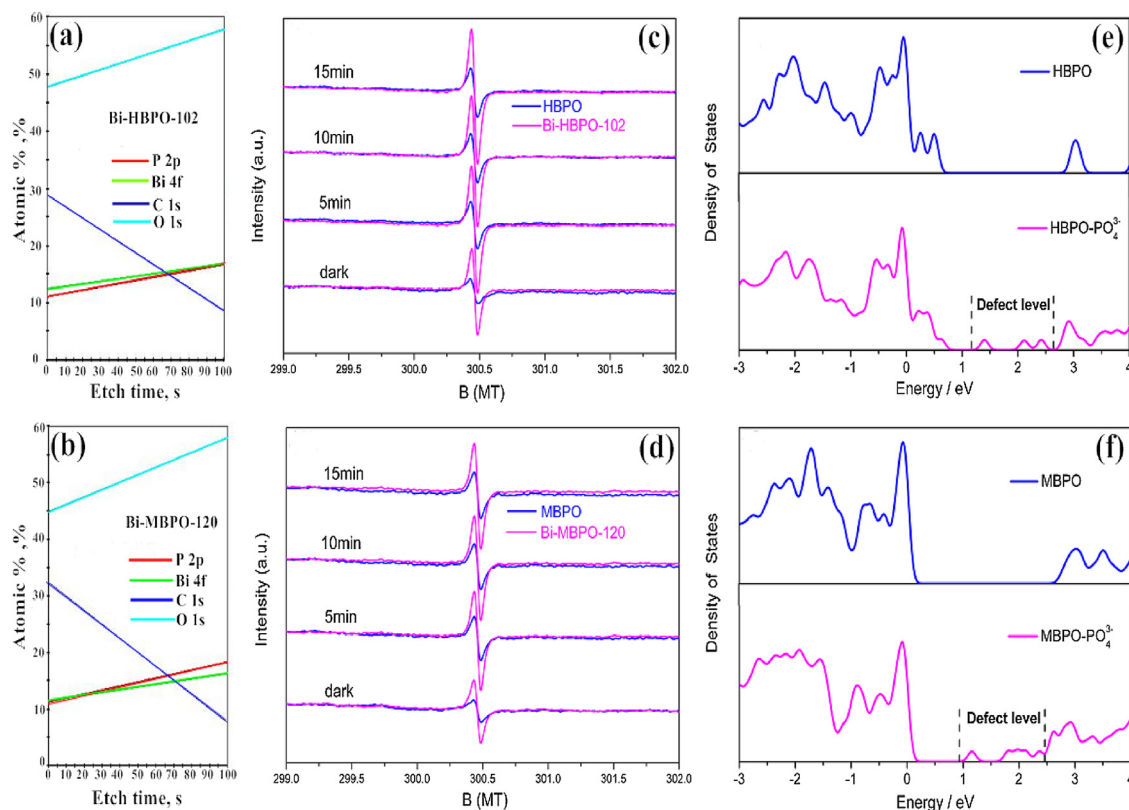 (a)
60
50
40
30
20
10
0
Atomic %,%
Bi-HBPO-102
P 2p
Bi 4f
C 1s
O 1s
0 10 20 30 40 50 60 70 80 90 100
Etch time, s
(c)
15min
10min
5min
dark
HBPO
Bi-HBPO-102
Intensity (a.u.)
299.0 299.5 300.0 300.5 301.0 301.5 302.0
B (MT)
(e)
HBPO
HBPO-PO₄³⁻
Defect level
Density of States
-3 -2 -1 0 1 2 3 4
Energy / eV
(b)
60
50
40
30
20
10
0
Atomic %,%
Bi-MBPO-120
P 2p
Bi 4f
C 1s
O 1s
0 10 20 30 40 50 60 70 80 90 100
Etch time, s
(d)
15min
10min
5min
dark
MBPO
Bi-MBPO-120
Intensity (a.u.)
299.0 299.5 300.0 300.5 301.0 301.5 302.0
B (MT)
(f)
MBPO
MBPO-PO₄³⁻
Defect level
Density of States
-3 -2 -1 0 1 2 3 4
Energy / eV